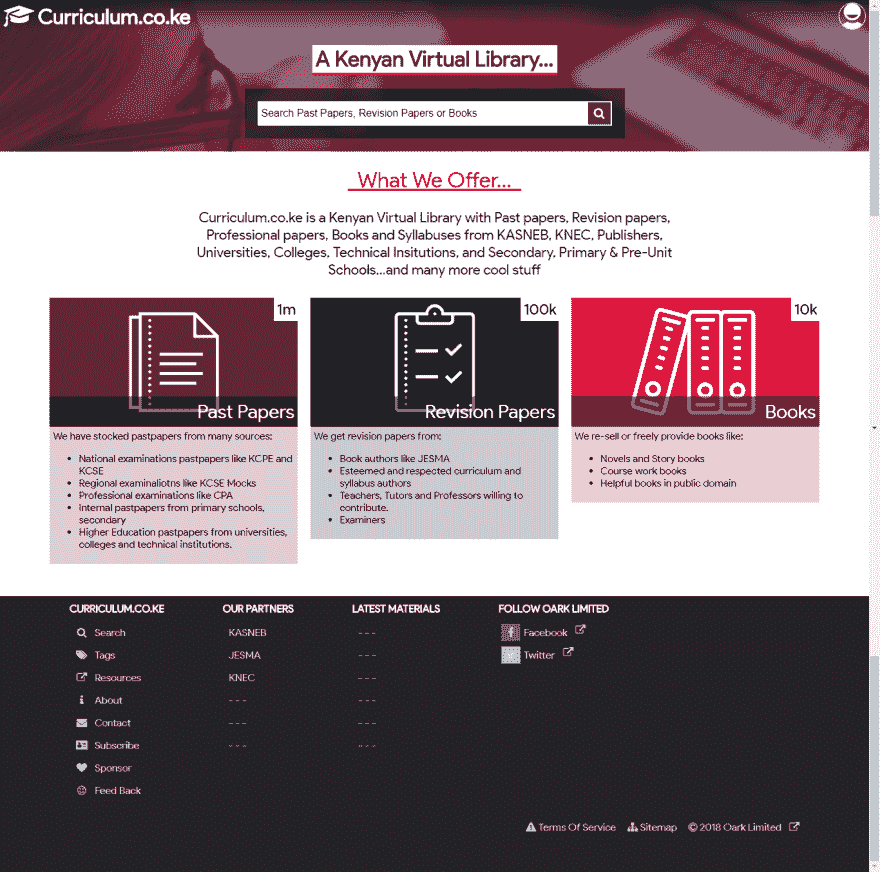 Curriculum.co.ke
A Kenyan Virtual Library...
Search Past Papers, Revision Papers or Books
What We Offer...
Curriculum.co.ke is a Kenyan Virtual Library with Past papers, Revision papers,
Professional papers, Books and Syllabuses from KASNEB, KNEC, Publishers,
Universities, Colleges, Technical Insitutions, and Secondary, Primary & Pre-Unit
Schools...and many more cool stuff
1m
Past Papers
We have stocked pastpapers from many sources:
National examinations pastpapers like KCPE and
KCSE
Regional examinaliotns like KCSE Mocks
Professional examinations like CPA
Internal pastpapers from primary schools,
secondary
Higher Education pastpapers from universities,
colleges and technical institutions.
100k
Revision Papers
We get revision papers from:
Book authors like JESMA
Esteemed and respected curriculum and
syllabus authors
Teachers, Tutors and Professors willing to
contribute.
Examiners
10k
Books
We re-sell or freely provide books like:
Novels and Story books
Course work books
Helpful books in public domain
CURRICULUM.CO.KE
Search
Tags
Resources
About
Contact
Subscribe
Sponsor
Feed Back
OUR PARTNERS
KASNEB
JESMA
KNEC
- - -
- - -
- - -
LATEST MATERIALS
- - -
- - -
- - -
- - -
- - -
- - -
FOLLOW OARK LIMITED
Facebook
Twitter
Terms Of Service
Sitemap
© 2018 Oark Limited